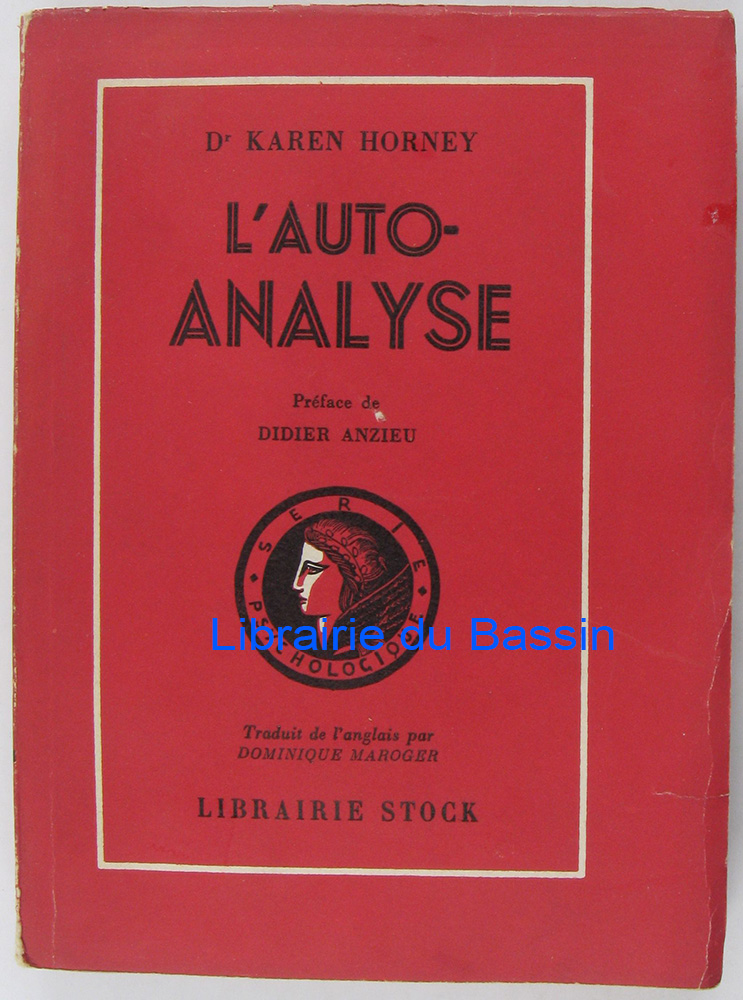 Dr KAREN HORNEY
L'AUTO-
ANALYSE
Préface de
DIDIER ANZIEU
SERIE
PSYCHOLOGIQUE
Librairie du Bassin
Traduit de l'anglais par
DOMINIQUE MAROGER
LIBRAIRIE STOCK